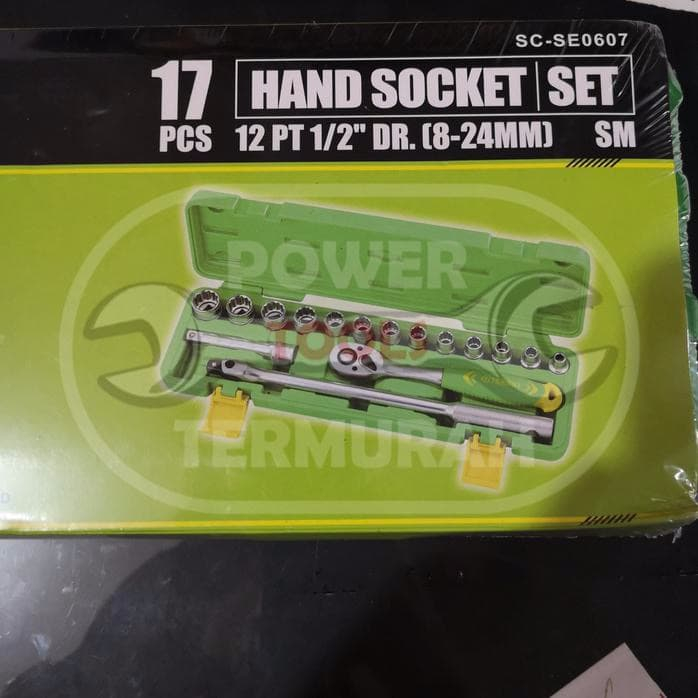 SC-SE0607
17 HAND SOCKET SET
PCS 12 PT 1/2" DR. (8-24MM) SM
POWER
TOOLS
TERMURAH
D